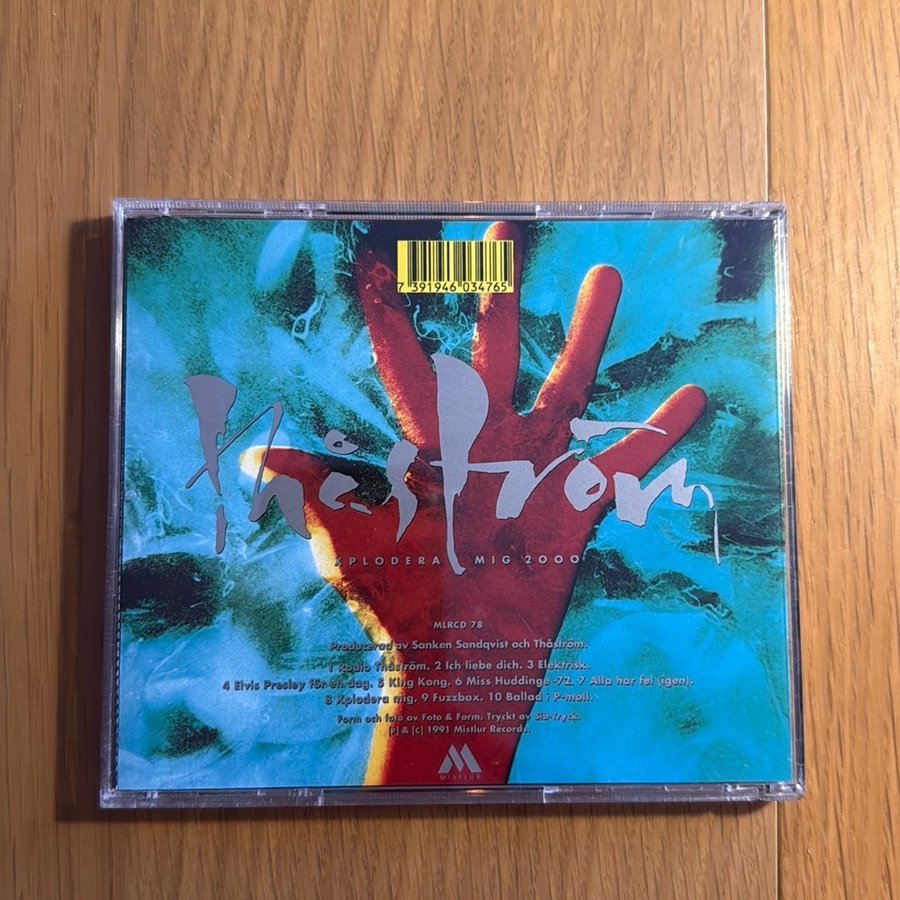 7 391946 034765
Thåström
XPLODERA MIG 2000
MLRCD 78
Producerad av Sanken Sandqvist och Thåström.
1 Radio Thåström. 2 Ich liebe dich. 3 Elektrisk.
4 Elvis Presley för en dag. 5 King Kong. 6 Miss Huddinge -72. 7 Alla har fel (igen).
8 Xplodera mig. 9 Fuzzbox. 10 Ballad i P-moll.
Form och foto av Foto & Form. Tryckt av Sib-Tryck.
(P) & (C) 1991 Mistlur Records.
MISTLUR